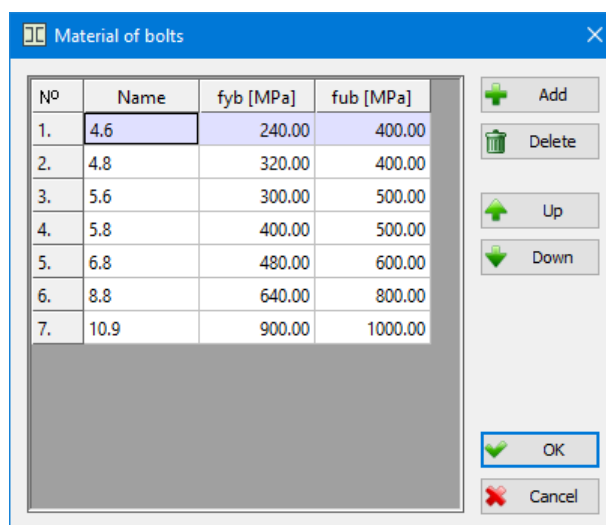 Material of bolts
Nº Name fyb [MPa] fub [MPa]
1. 4.6 240.00 400.00
2. 4.8 320.00 400.00
3. 5.6 300.00 500.00
4. 5.8 400.00 500.00
5. 6.8 480.00 600.00
6. 8.8 640.00 800.00
7. 10.9 900.00 1000.00
Add
Delete
Up
Down
OK
Cancel